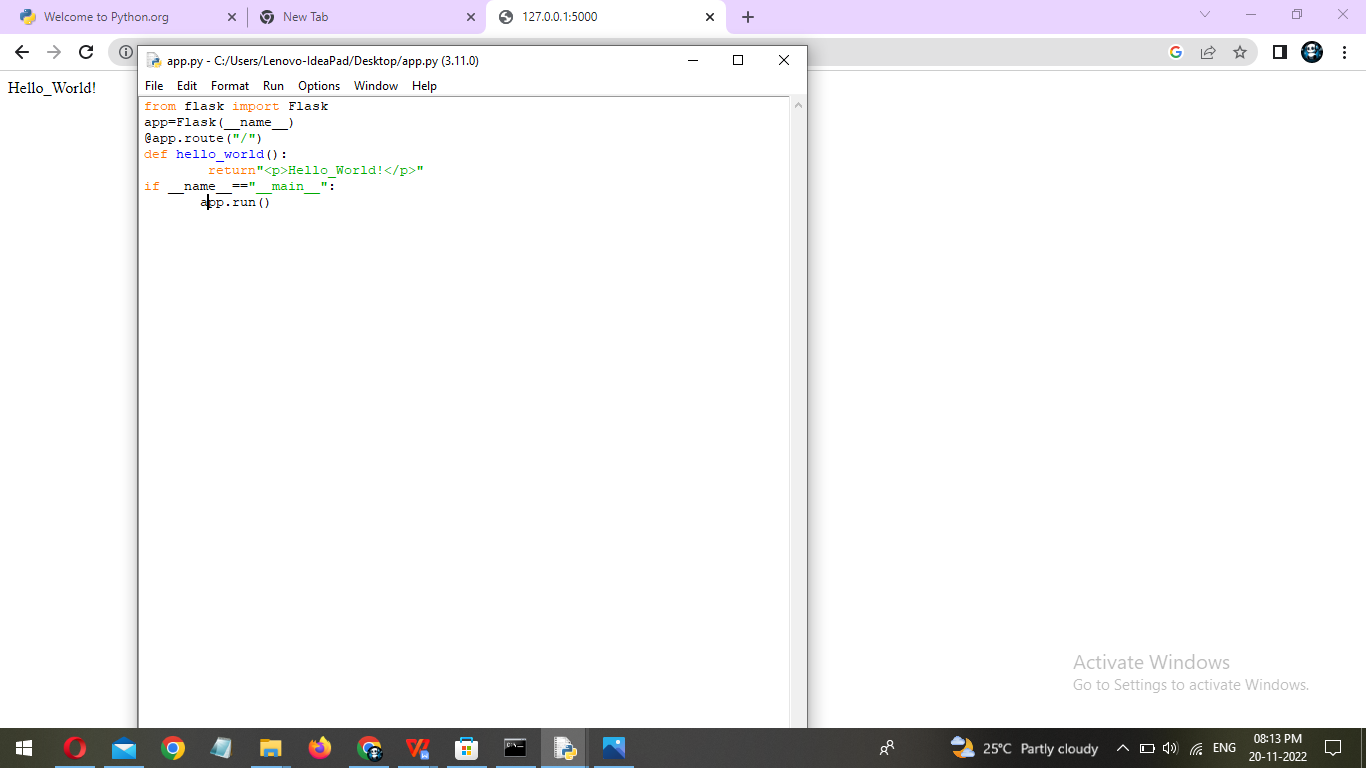 Welcome to Python.org
New Tab
127.0.0.1:5000
Hello_World!
app.py - C:/Users/Lenovo-IdeaPad/Desktop/app.py (3.11.0)
File Edit Format Run Options Window Help
from flask import Flask
app=Flask(__name__)
@app.route("/")
def hello_world():
        return"<p>Hello_World!</p>"
if __name__=="__main__":
       app.run()
Activate Windows
Go to Settings to activate Windows.
25°C Partly cloudy
ENG
08:13 PM
20-11-2022